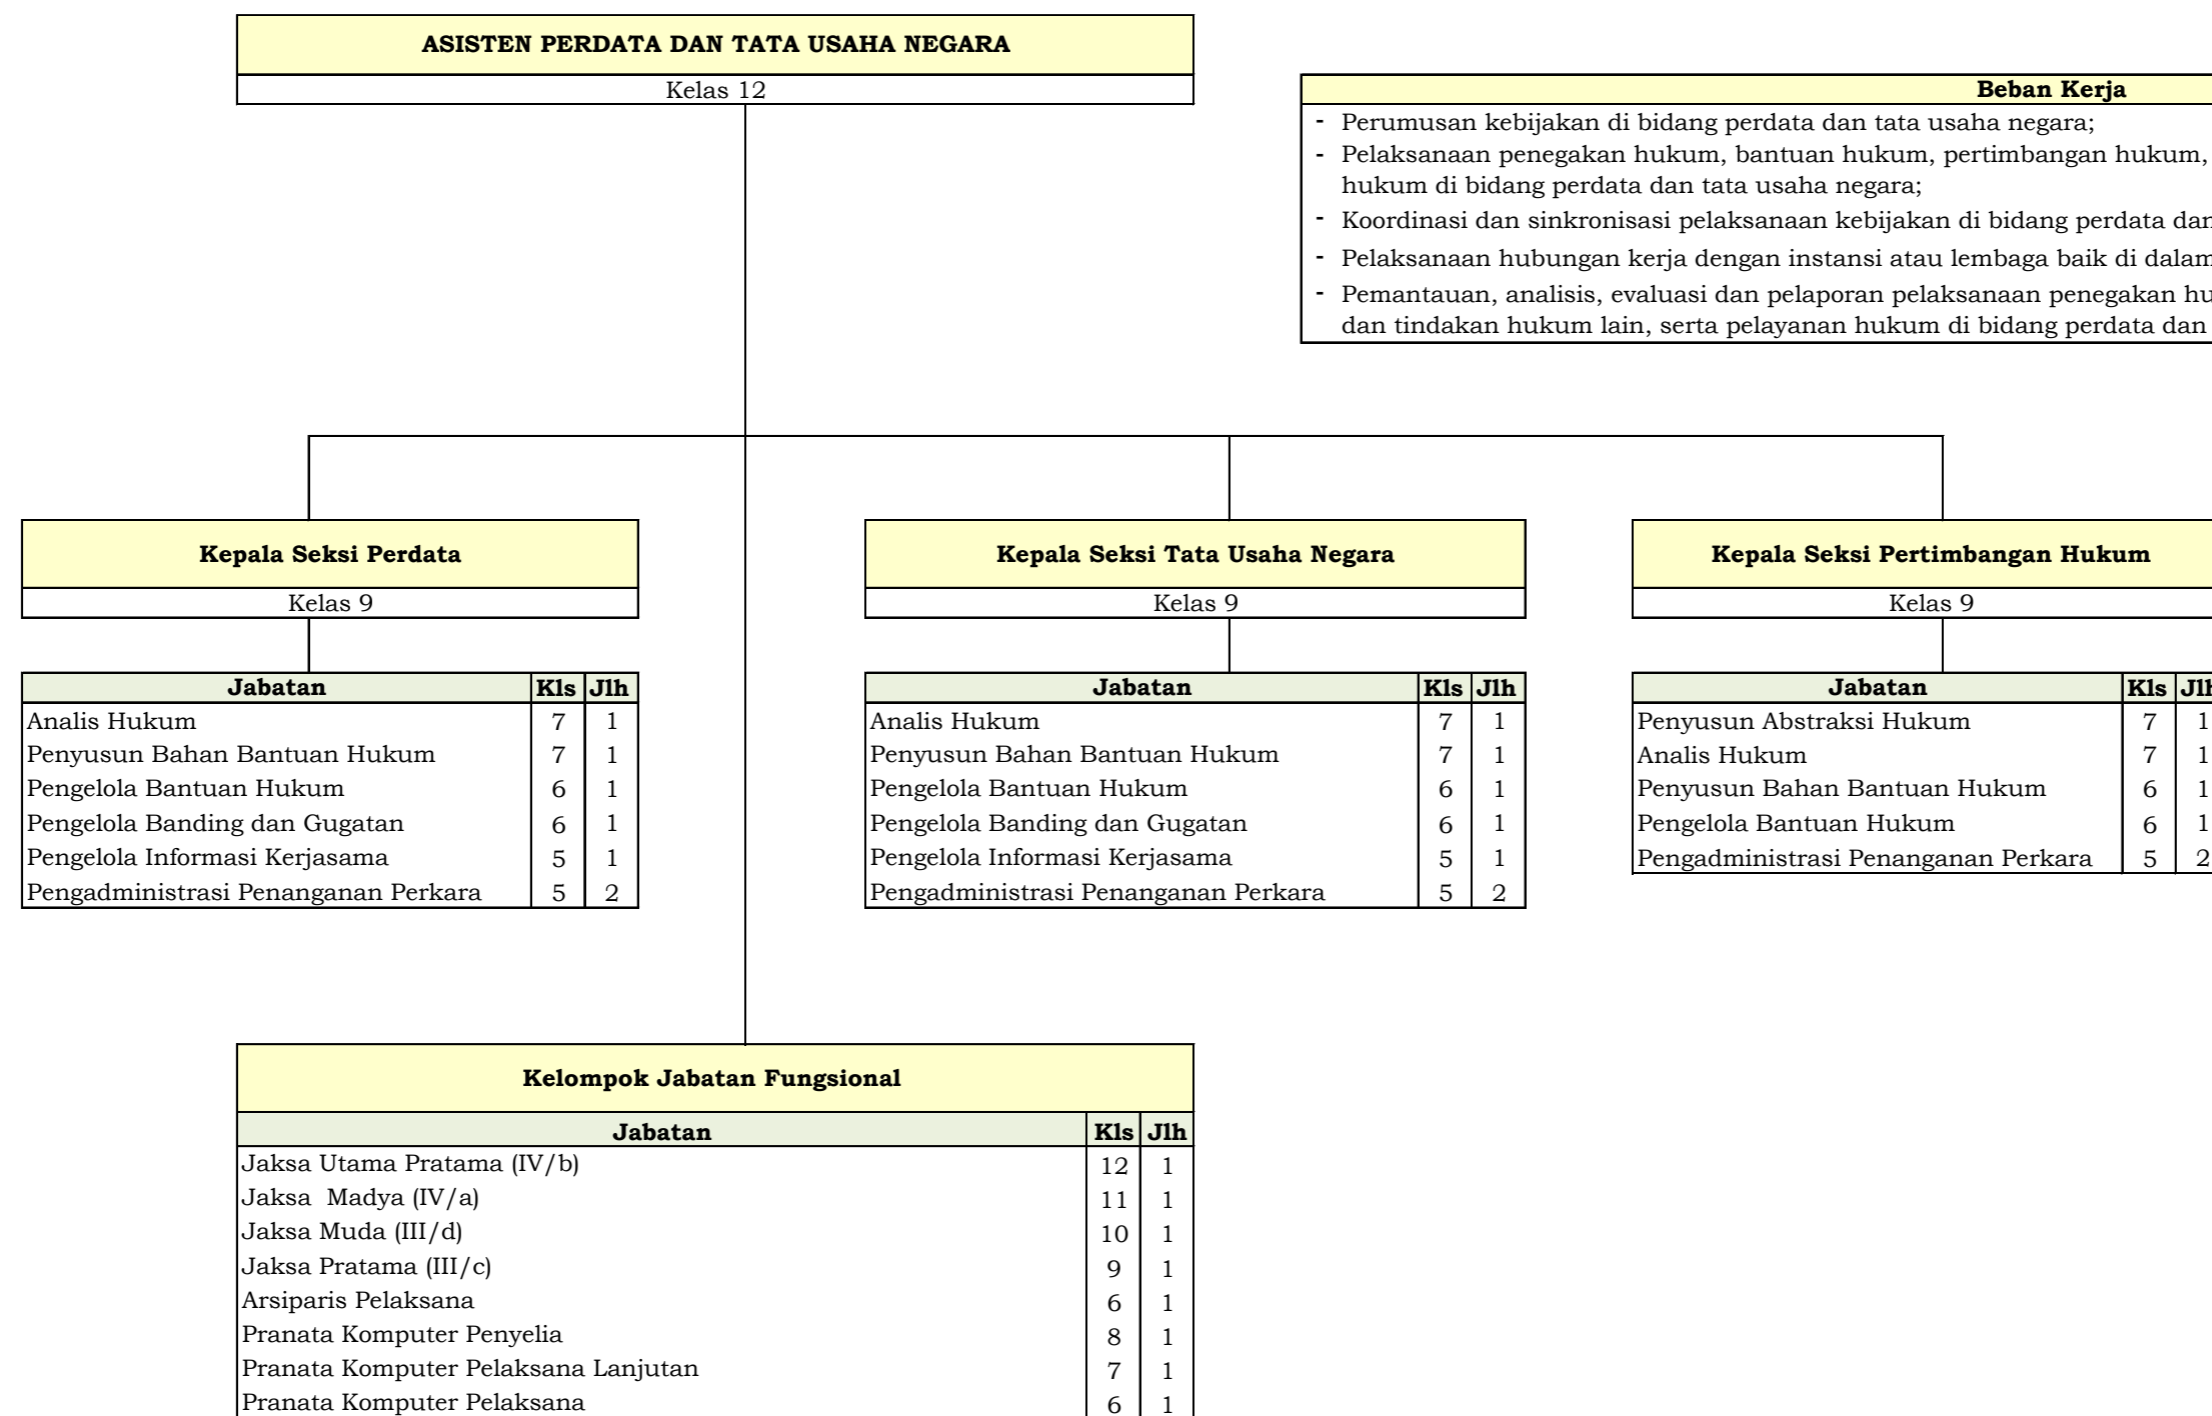 ASISTEN PERDATA DAN TATA USAHA NEGARA
Kelas 12
Beban Kerja
- Perumusan kebijakan di bidang perdata dan tata usaha negara;
- Pelaksanaan penegakan hukum, bantuan hukum, pertimbangan hukum,
hukum di bidang perdata dan tata usaha negara;
- Koordinasi dan sinkronisasi pelaksanaan kebijakan di bidang perdata dan
- Pelaksanaan hubungan kerja dengan instansi atau lembaga baik di dalam
- Pemantauan, analisis, evaluasi dan pelaporan pelaksanaan penegakan
dan tindakan hukum lain, serta pelayanan hukum di bidang perdata dan
Kepala Seksi Perdata
Kelas 9
Jabatan Kls Jlh
Analis Hukum 7 1
Penyusun Bahan Bantuan Hukum 7 1
Pengelola Bantuan Hukum 6 1
Pengelola Banding dan Gugatan 6 1
Pengelola Informasi Kerjasama 5 1
Pengadministrasi Penanganan Perkara 5 2
Kepala Seksi Tata Usaha Negara
Kelas 9
Jabatan Kls Jlh
Analis Hukum 7 1
Penyusun Bahan Bantuan Hukum 7 1
Pengelola Bantuan Hukum 6 1
Pengelola Banding dan Gugatan 6 1
Pengelola Informasi Kerjasama 5 1
Pengadministrasi Penanganan Perkara 5 2
Kepala Seksi Pertimbangan Hukum
Kelas 9
Jabatan Kls Jlh
Penyusun Abstraksi Hukum 7 1
Analis Hukum 7 1
Penyusun Bahan Bantuan Hukum 6 1
Pengelola Bantuan Hukum 6 1
Pengadministrasi Penanganan Perkara 5 2
Kelompok Jabatan Fungsional
Jabatan Kls Jlh
Jaksa Utama Pratama (IV/b) 12 1
Jaksa Madya (IV/a) 11 1
Jaksa Muda (III/d) 10 1
Jaksa Pratama (III/c) 9 1
Arsiparis Pelaksana 6 1
Pranata Komputer Penyelia 8 1
Pranata Komputer Pelaksana Lanjutan 7 1
Pranata Komputer Pelaksana 6 1